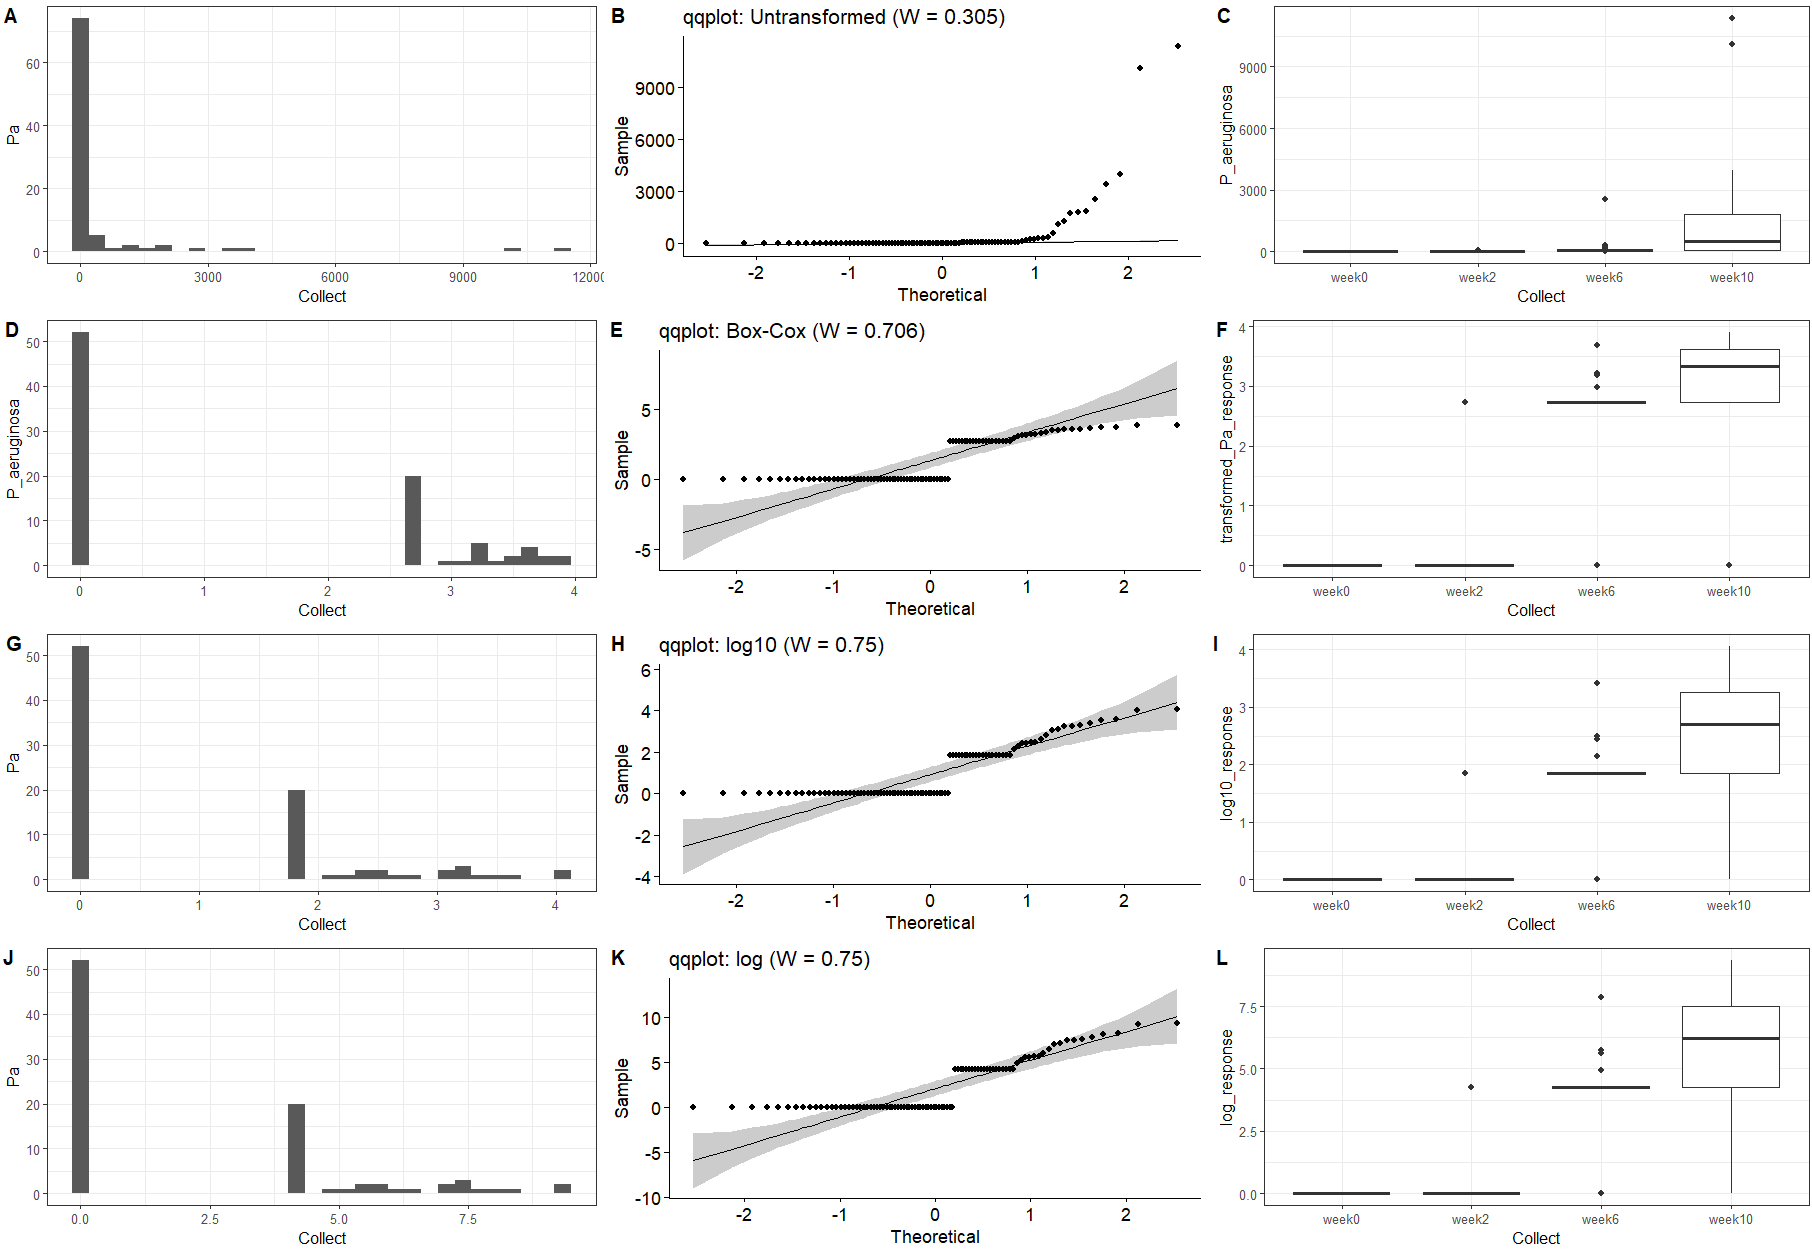 A
Pa
60
40
20
0
0 3000 6000 9000 12000
Collect
B
qqplot: Untransformed (W = 0.305)
Sample
9000
6000
3000
0
-2 -1 0 1 2
Theoretical
C
P_aeruginosa
9000
6000
3000
0
week0 week2 week6 week10
Collect
D
P_aeruginosa
50
40
30
20
10
0
0 1 2 3 4
Collect
E
qqplot: Box-Cox (W = 0.706)
Sample
5
0
-5
-2 -1 0 1 2
Theoretical
F
transformed_Pa_response
4
3
2
1
0
week0 week2 week6 week10
Collect
G
Pa
50
40
30
20
10
0
0 1 2 3 4
Collect
H
qqplot: log10 (W = 0.75)
Sample
6
4
2
0
-2
-4
-2 -1 0 1 2
Theoretical
I
log10_response
4
3
2
1
0
week0 week2 week6 week10
Collect
J
Pa
50
40
30
20
10
0
0.0 2.5 5.0 7.5
Collect
K
qqplot: log (W = 0.75)
Sample
10
5
0
-5
-10
-2 -1 0 1 2
Theoretical
L
log_response
7.5
5.0
2.5
0.0
week0 week2 week6 week10
Collect